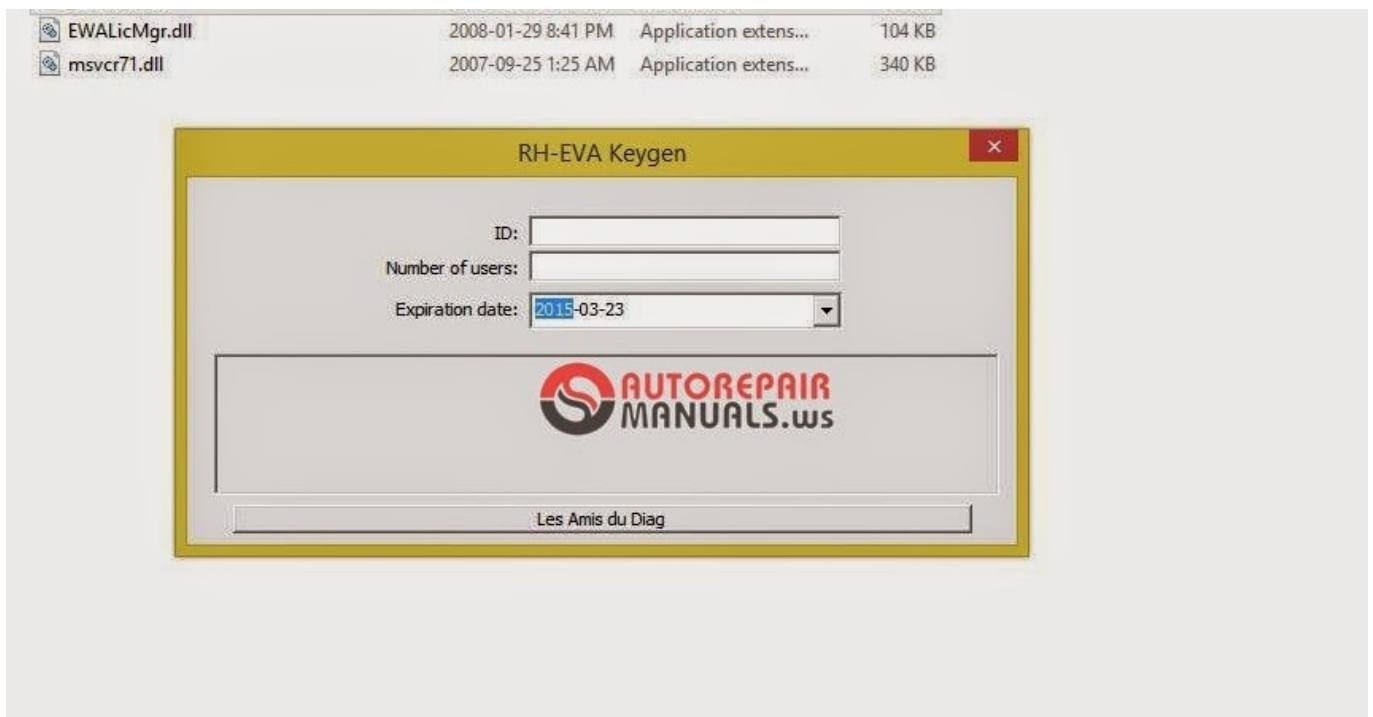 EWALicMgr.dll 2008-01-29 8:41 PM Application extens... 104 KB
msvcr71.dll 2007-09-25 1:25 AM Application extens... 340 KB
RH-EVA Keygen
ID:
Number of users:
Expiration date: 2015-03-23
AUTOREPAIR
MANUALS.ws
Les Amis du Diag